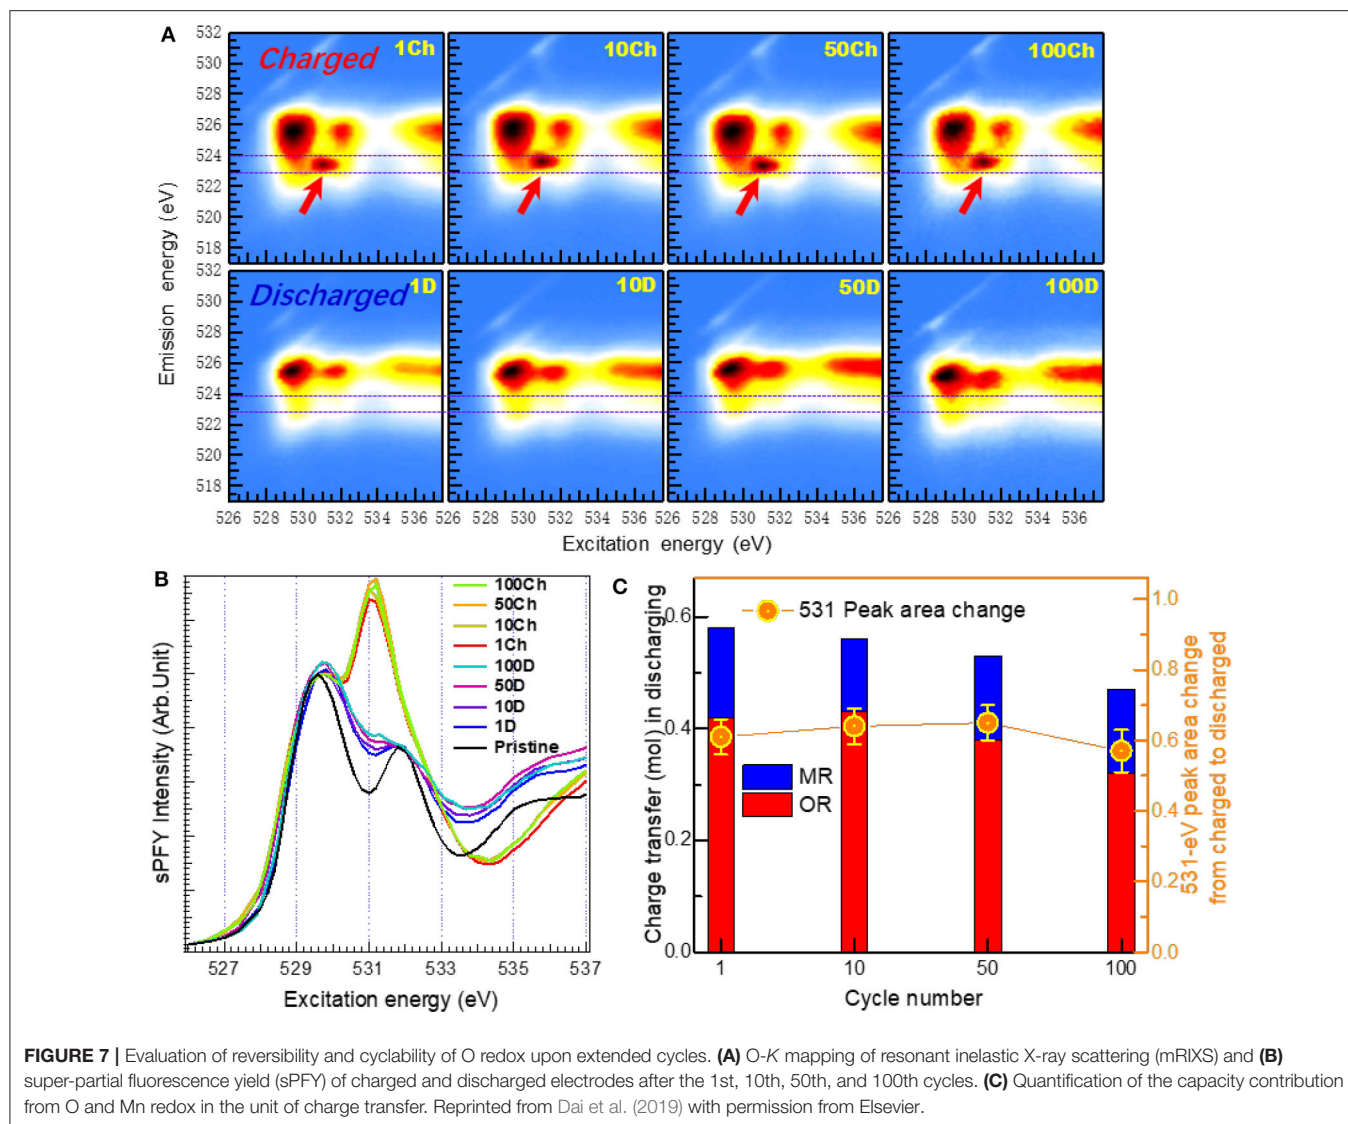 A
Charged
1Ch
10Ch
50Ch
100Ch
532
530
528
526
524
522
520
518
Discharged
1D
10D
50D
100D
532
530
528
526
524
522
520
518
Emission energy (eV)
526 528 530 532 534 536 526 528 530 532 534 536 526 528 530 532 534 536 526 528 530 532 534 536
Excitation energy (eV)
B
sPFY Intensity (Arb.Unit)
100Ch
50Ch
10Ch
1Ch
100D
50D
10D
1D
Pristine
527 529 531 533 535 537
Excitation energy (eV)
C
Charge transfer (mol) in discharging
0.6
0.4
0.2
0.0
531 Peak area change
MR
OR
1.0
0.8
0.6
0.4
0.2
0.0
531-eV peak area change
from charged to discharged
1 10 50 100
Cycle number
FIGURE 7 | Evaluation of reversibility and cyclability of O redox upon extended cycles. (A) O-K mapping of resonant inelastic X-ray scattering (mRIXS) and (B)
super-partial fluorescence yield (sPFY) of charged and discharged electrodes after the 1st, 10th, 50th, and 100th cycles. (C) Quantification of the capacity contribution
from O and Mn redox in the unit of charge transfer. Reprinted from Dai et al. (2019) with permission from Elsevier.